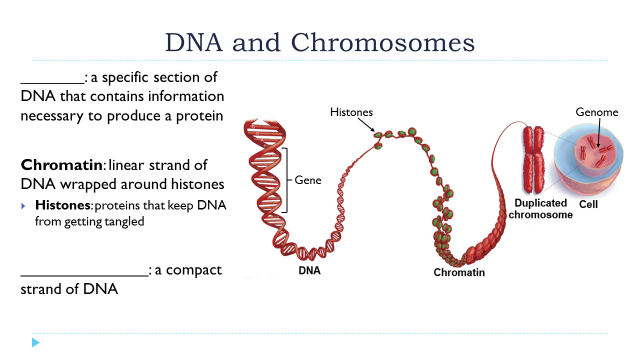 DNA and Chromosomes
________: a specific section of
DNA that contains information
necessary to produce a protein
Chromatin: linear strand of
DNA wrapped around histones
Histones: proteins that keep DNA
from getting tangled
________________: a compact
strand of DNA
Histones
Genome
Gene
Duplicated
chromosome
Cell
DNA
Chromatin